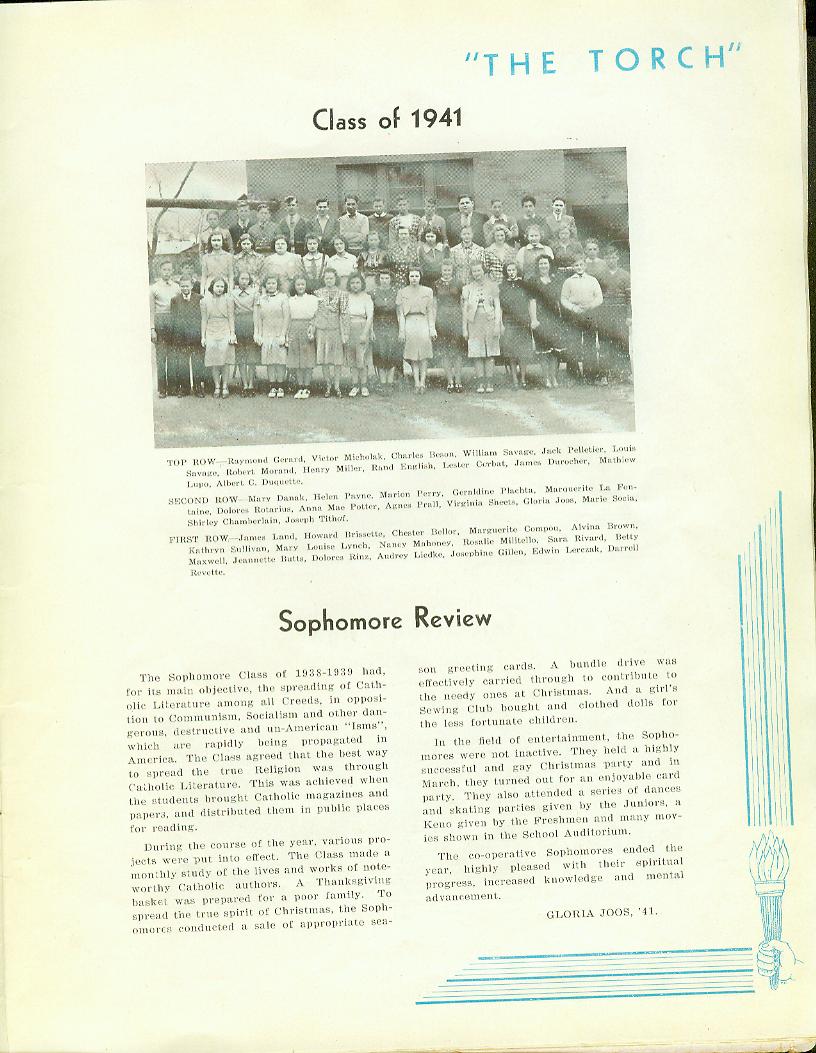 "THE TORCH"
Class of 1941
TOP ROW—Raymond Gerard, Victor Micholak, Charles Beson, William Savage, Jack Pelletier, Louis
Savage, Robert Morand, Henry Miller, Rand English, Lester Corbat, James Durocher, Mathiew
Lupo, Albert C. Duquette.
SECOND ROW—Mary Danak, Helen Payne, Marion Perry, Geraldine Plachta, Marguerite La Fon-
taine, Dolores Rotarius, Anna Mae Potter, Agnes Prall, Virginia Sheets, Gloria Joos, Marie Socia,
Shirley Chamberlain, Joseph Tithof.
FIRST ROW—James Land, Howard Brissette, Chester Bellor, Marguerite Compou, Alvina Brown,
Kathryn Sullivan, Mary Louise Lynch, Nancy Mahoney, Rosalie Militello, Sara Rivard, Betty
Maxwell, Jeannette Butts, Dolores Rinz, Audrey Liedke, Josephine Gillen, Edwin Lerczak, Darrell
Revette.
Sophomore Review
The Sophomore Class of 1938-1939 had,
for its main objective, the spreading of Cath-
olic Literature among all Creeds, in opposi-
tion to Communism, Socialism and other dan-
gerous, destructive and un-American "Isms",
which are rapidly being propagated in
America. The Class agreed that the best way
to spread the true Religion was through
Catholic Literature. This was achieved when
the students brought Catholic magazines and
papers, and distributed them in public places
for reading.
During the course of the year, various pro-
jects were put into effect. The Class made a
monthly study of the lives and works of note-
worthy Catholic authors. A Thanksgiving
basket was prepared for a poor family. To
spread the true spirit of Christmas, the Soph-
omores conducted a sale of appropriate sea-
son greeting cards. A bundle drive was
effectively carried through to contribute to
the needy ones at Christmas. And a girl's
Sewing Club bought and clothed dolls for
the less fortunate children.
In the field of entertainment, the Sopho-
mores were not inactive. They held a highly
successful and gay Christmas party and in
March, they turned out for an enjoyable card
party. They also attended a series of dances
and skating parties given by the Juniors, a
Keno given by the Freshmen and many mov-
ies shown in the School Auditorium.
The co-operative Sophomores ended the
year, highly pleased with their spiritual
progress, increased knowledge and mental
advancement.
GLORIA JOOS, '41.